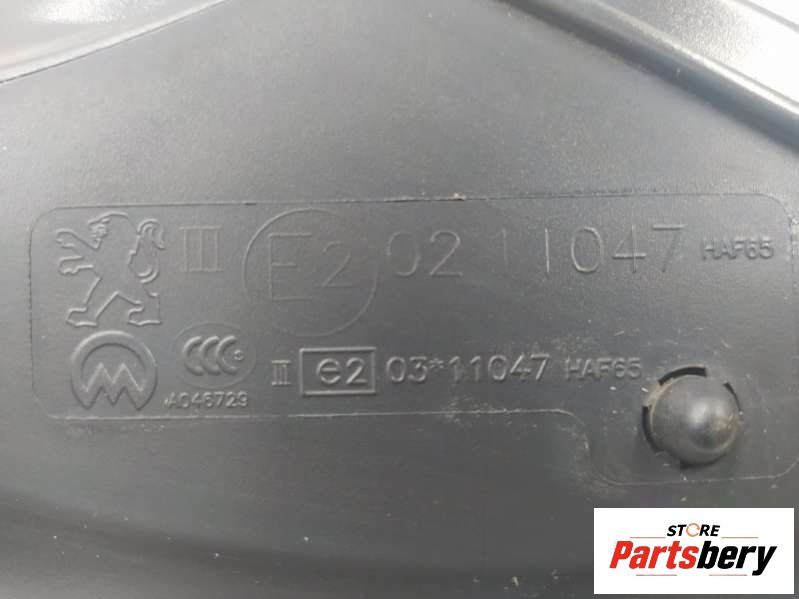 III E2 02 11047 HAF65
CCC
A046729
II e2 03*11047 HAF65
STORE
Partsbery